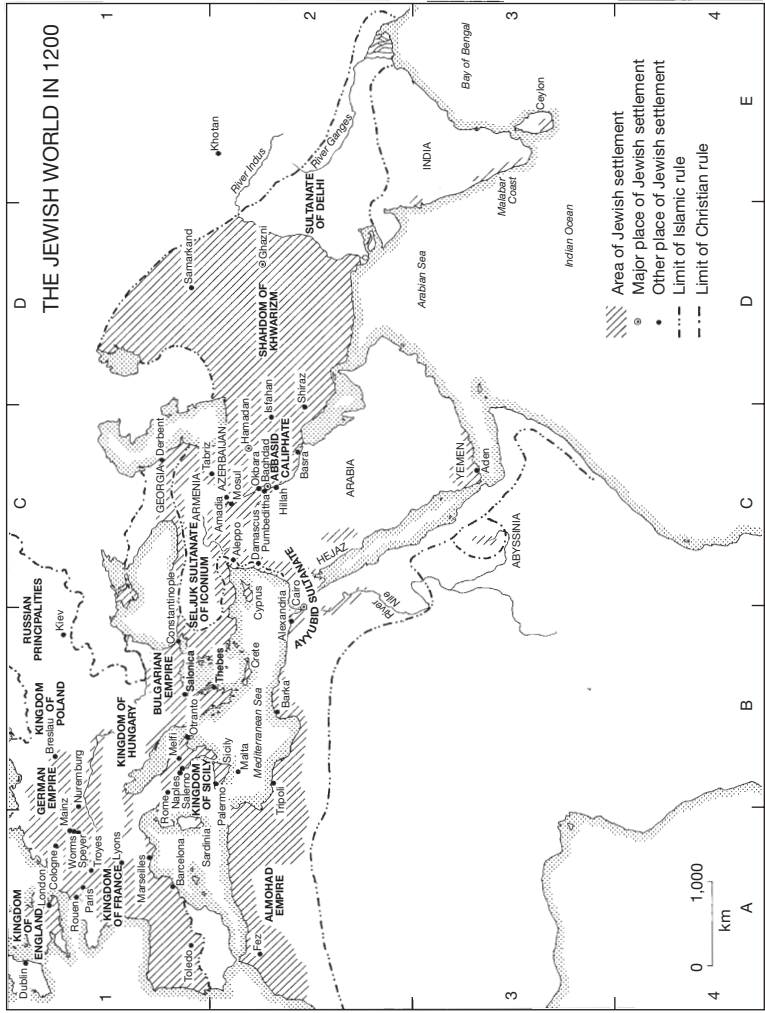 THE JEWISH WORLD IN 1200
A
B
C
D
E
1
2
3
4
Dublin
KINGDOM
OF
ENGLAND
London
Cologne
Rouen
Paris
Worms
Speyer
Mainz
Troyes
KINGDOM
OF FRANCE
Lyons
GERMAN
EMPIRE
Nuremburg
Breslau
KINGDOM
OF
POLAND
KINGDOM OF
HUNGARY
RUSSIAN
PRINCIPALITIES
Kiev
Marseilles
Barcelona
Toledo
Fez
ALMOHAD
EMPIRE
Sardinia
Rome
Naples
Salerno
Melfi
Otranto
KINGDOM
OF SICILY
Palermo
Sicily
Malta
Mediterranean Sea
Tripoli
Barka
BULGARIAN
EMPIRE
Salonica
Thebes
Crete
Constantinople
SELJUK SULTANATE
OF ICONIUM
Cyprus
Alexandria
Cairo
AYYUBID SULTANATE
River
Nile
GEORGIA
Derbent
ARMENIA
AZERBAIJAN
Tabriz
Amadia
Mosul
Aleppo
Damascus
Okbara
Pumbeditha
Baghdad
ABBASID
CALIPHATE
Hillah
Basra
Hamadan
Isfahan
Shiraz
HEJAZ
ARABIA
YEMEN
Aden
ABYSSINIA
SHAHDOM OF
KHWARIZM
Samarkand
Ghazni
Khotan
River Indus
River Ganges
SULTANATE
OF DELHI
INDIA
Malabar
Coast
Ceylon
Bay of Bengal
Arabian Sea
Indian Ocean
Area of Jewish settlement
Major place of Jewish settlement
Other place of Jewish settlement
Limit of Islamic rule
Limit of Christian rule
0 1,000
km
A
B
C
D
E
1
2
3
4